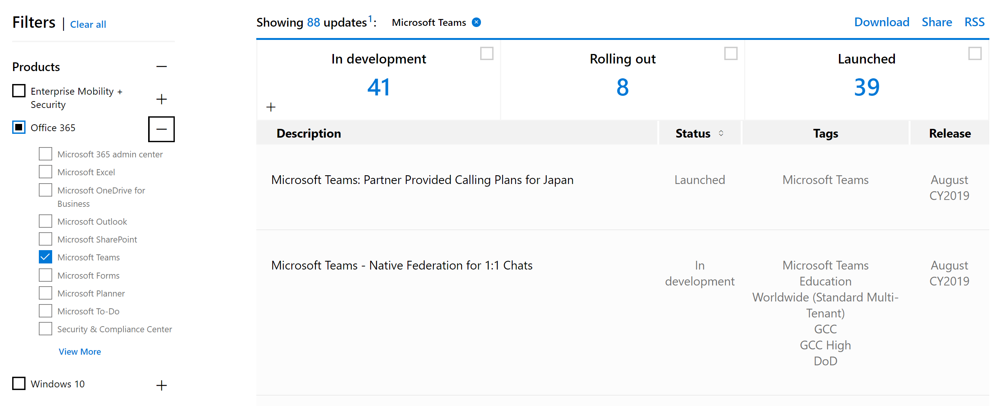 Filters | Clear all
Products
Enterprise Mobility +
Security
Office 365
Microsoft 365 admin center
Microsoft Excel
Microsoft OneDrive for
Business
Microsoft Outlook
Microsoft SharePoint
Microsoft Teams
Microsoft Forms
Microsoft Planner
Microsoft To-Do
Security & Compliance Center
View More
Windows 10
Showing 88 updates1: Microsoft Teams
Download Share RSS
In development
41
Rolling out
8
Launched
39
Description Status Tags Release
Microsoft Teams: Partner Provided Calling Plans for Japan
Launched
Microsoft Teams
August
CY2019
Microsoft Teams - Native Federation for 1:1 Chats
In
development
Microsoft Teams
Education
Worldwide (Standard Multi-
Tenant)
GCC
GCC High
DoD
August
CY2019